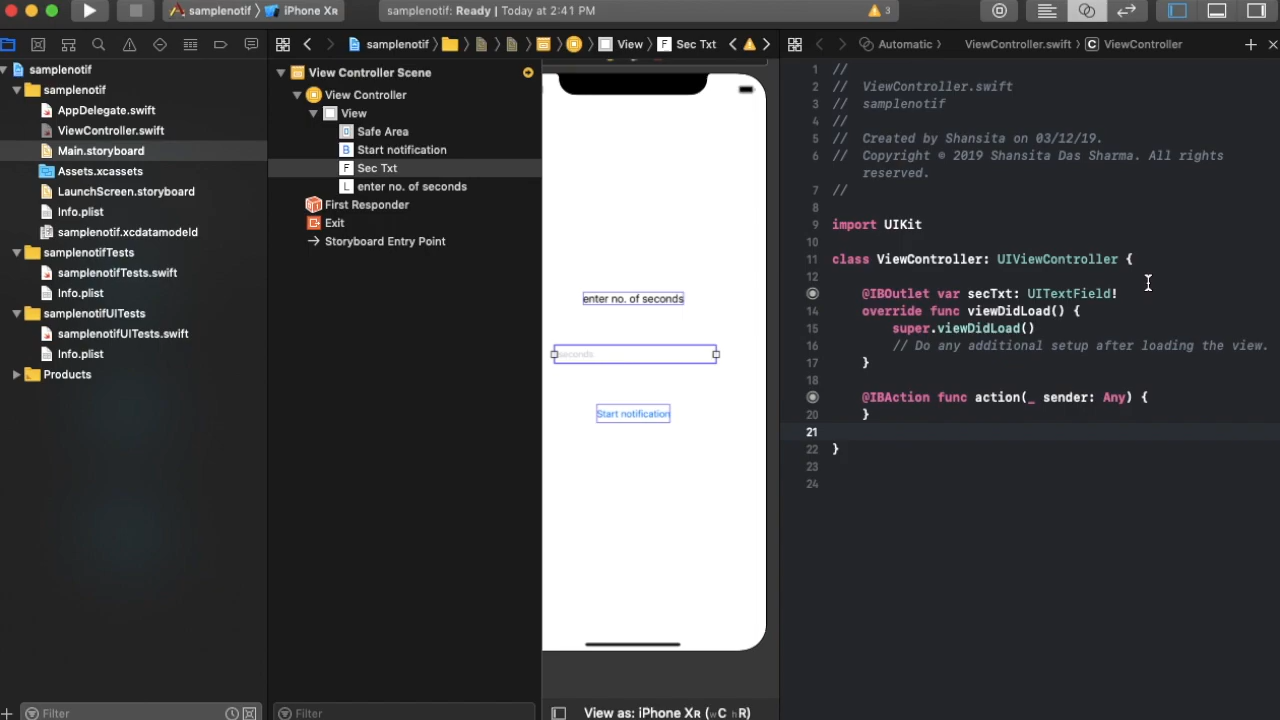 samplenotif
iPhone XR
samplenotif: Ready | Today at 2:41 PM
3
samplenotif
View
F
Sec Txt
Automatic
ViewController.swift
C
ViewController
samplenotif
samplenotif
AppDelegate.swift
ViewController.swift
Main.storyboard
Assets.xcassets
LaunchScreen.storyboard
Info.plist
samplenotif.xcdatamodeld
samplenotifTests
samplenotifTests.swift
Info.plist
samplenotifUITests
samplenotifUITests.swift
Info.plist
Products
Filter
View Controller Scene
View Controller
View
Safe Area
B Start notification
F Sec Txt
L enter no. of seconds
First Responder
Exit
Storyboard Entry Point
Filter
enter no. of seconds
seconds
Start notification
View as: iPhone XR (wC hR)
1 //
2 //  ViewController.swift
3 //  samplenotif
4 //
5 //  Created by Shansita on 03/12/19.
6 //  Copyright © 2019 Shansita Das Sharma. All rights
reserved.
7 //
8
9 import UIKit
10
11 class ViewController: UIViewController {
12
13     @IBOutlet var secTxt: UITextField!
14     override func viewDidLoad() {
15         super.viewDidLoad()
16         // Do any additional setup after loading the view.
17     }
18
19     @IBAction func action(_ sender: Any) {
20     }
21
22 }
23
24